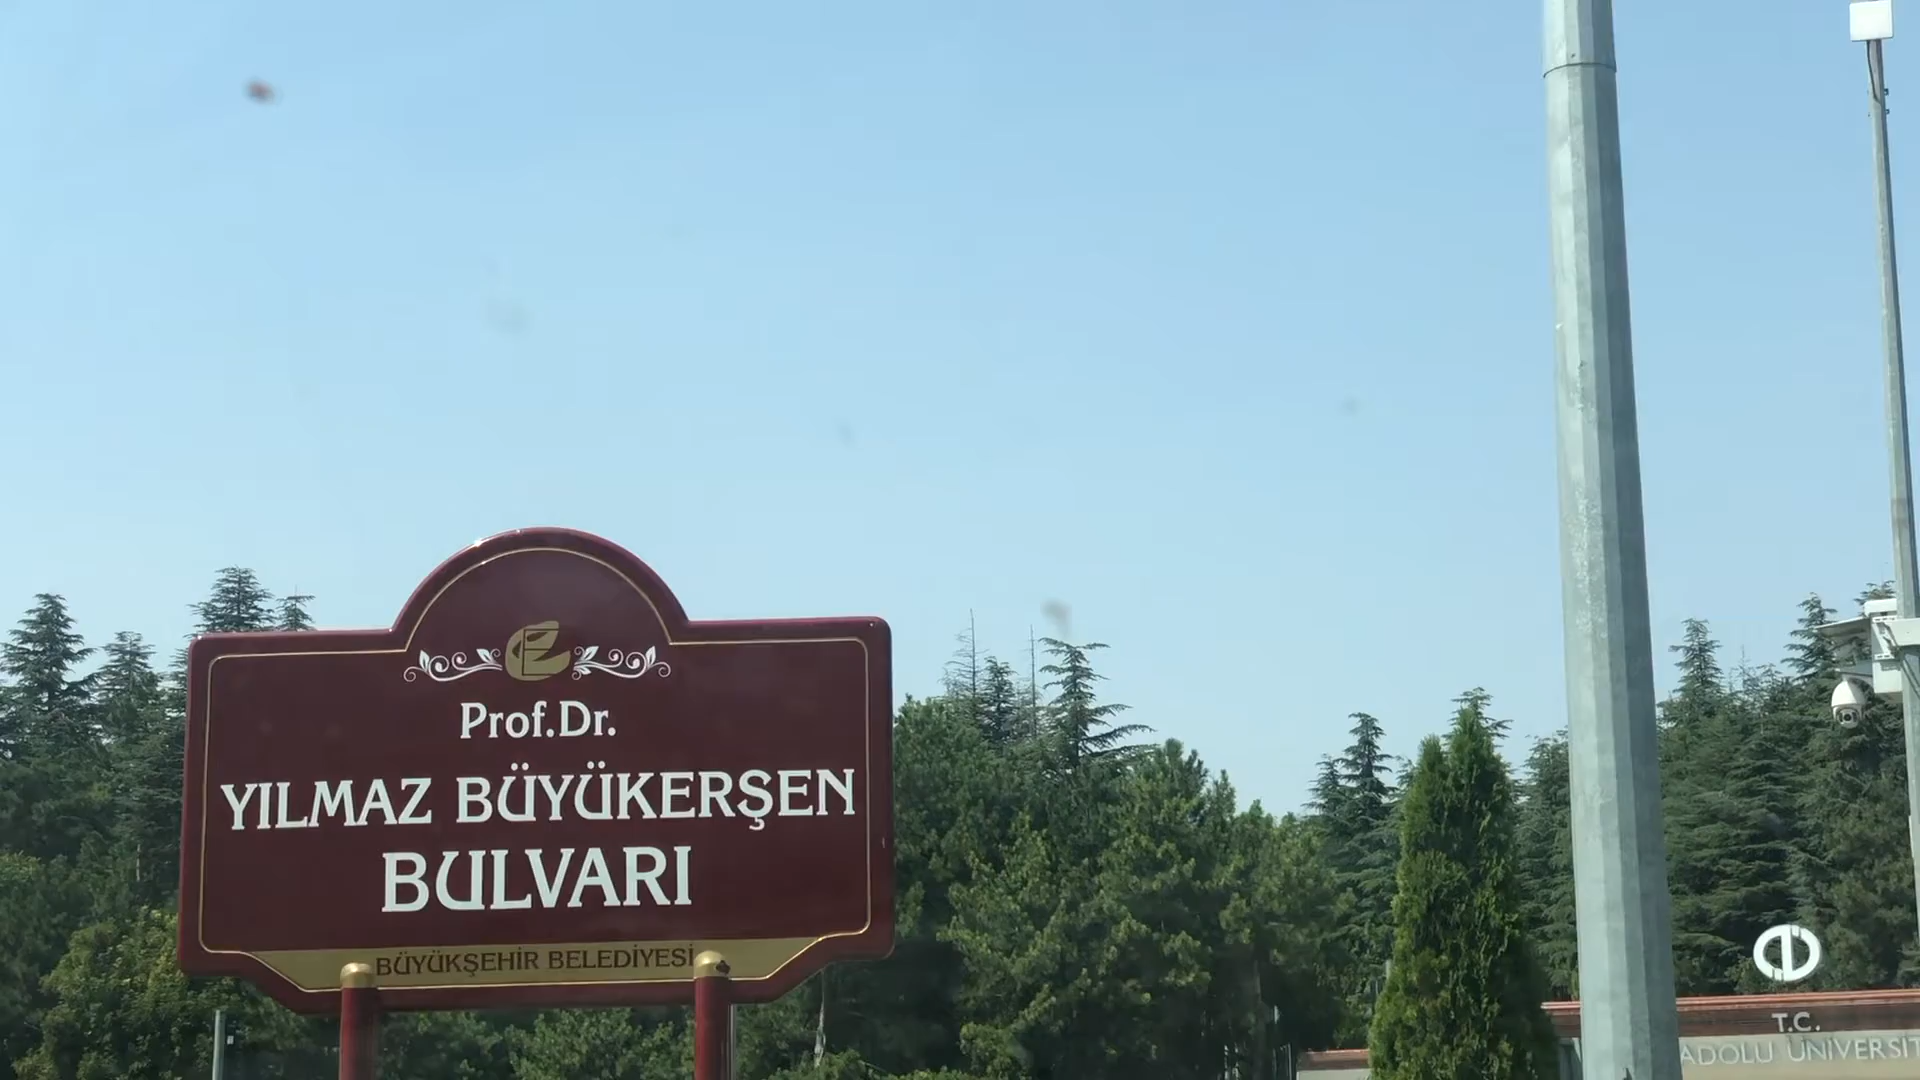 Prof.Dr.
YILMAZ BÜYÜKERŞEN
BULVARI
BÜYÜKŞEHİR BELEDİYESİ
T.C.
ADOLU ÜNİVERSİT